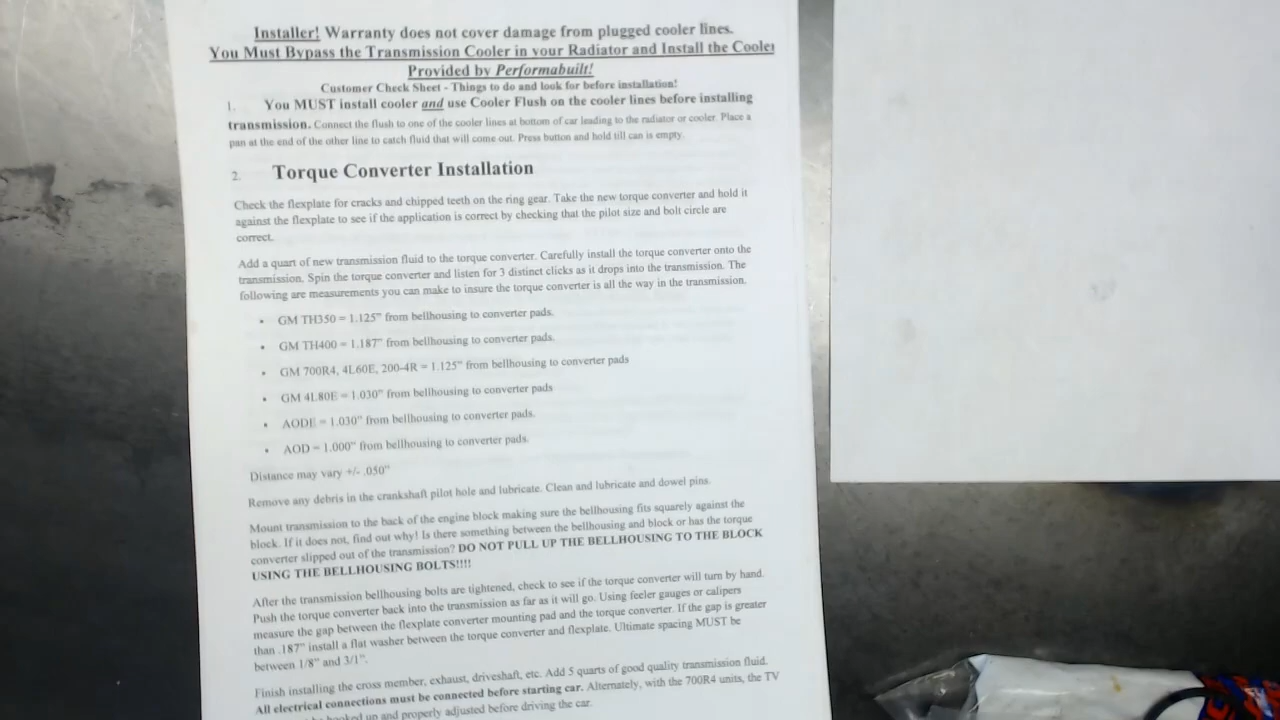 Installer! Warranty does not cover damage from plugged cooler lines.
You Must Bypass the Transmission Cooler in your Radiator and Install the Cooler
Provided by Performabuilt!
Customer Check Sheet - Things to do and look for before installation!
1. You MUST install cooler and use Cooler Flush on the cooler lines before installing
transmission. Connect the flush to one of the cooler lines at bottom of car leading to the radiator or cooler. Place a
pan at the end of the other line to catch fluid that will come out. Press button and hold till can is empty.
2. Torque Converter Installation
Check the flexplate for cracks and chipped teeth on the ring gear. Take the new torque converter and hold it
against the flexplate to see if the application is correct by checking that the pilot size and bolt circle are
correct.
Add a quart of new transmission fluid to the torque converter. Carefully install the torque converter onto the
transmission. Spin the torque converter and listen for 3 distinct clicks as it drops into the transmission. The
following are measurements you can make to insure the torque converter is all the way in the transmission.
• GM TH350 = 1.125" from bellhousing to converter pads.
• GM TH400 = 1.187" from bellhousing to converter pads.
• GM 700R4, 4L60E, 200-4R = 1.125" from bellhousing to converter pads
• GM 4L80E = 1.030" from bellhousing to converter pads
• AODE = 1.030" from bellhousing to converter pads.
• AOD = 1.000" from bellhousing to converter pads.
Distance may vary +/- .050"
Remove any debris in the crankshaft pilot hole and lubricate. Clean and lubricate and dowel pins.
Mount transmission to the back of the engine block making sure the bellhousing fits squarely against the
block. If it does not, find out why! Is there something between the bellhousing and block or has the torque
converter slipped out of the transmission? DO NOT PULL UP THE BELLHOUSING TO THE BLOCK
USING THE BELLHOUSING BOLTS!!!!
After the transmission bellhousing bolts are tightened, check to see if the torque converter will turn by hand.
Push the torque converter back into the transmission as far as it will go. Using feeler gauges or calipers
measure the gap between the flexplate converter mounting pad and the torque converter. If the gap is greater
than .187" install a flat washer between the torque converter and flexplate. Ultimate spacing MUST be
between 1/8" and 3/1".
Finish installing the cross member, exhaust, driveshaft, etc. Add 5 quarts of good quality transmission fluid.
All electrical connections must be connected before starting car. Alternately, with the 700R4 units, the TV
hooked up and properly adjusted before driving the car.